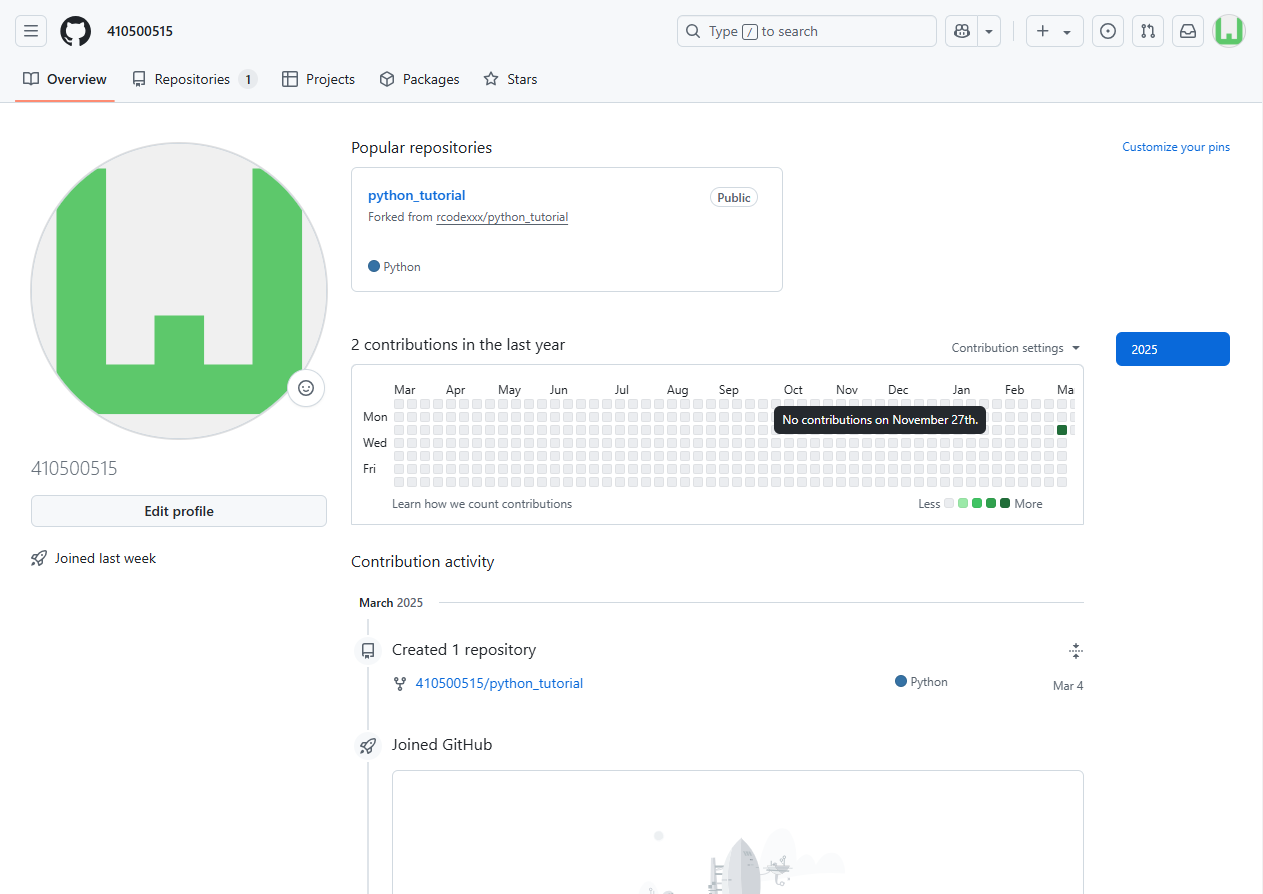 410500515
Type / to search
Overview
Repositories 1
Projects
Packages
Stars
410500515
Edit profile
Joined last week
Popular repositories
Customize your pins
python_tutorial
Public
Forked from rcodexxx/python_tutorial
Python
2 contributions in the last year
Contribution settings
2025
Mar Apr May Jun Jul Aug Sep Oct Nov Dec Jan Feb Ma
Mon
No contributions on November 27th.
Wed
Fri
Learn how we count contributions
Less More
Contribution activity
March 2025
Created 1 repository
410500515/python_tutorial
Python
Mar 4
Joined GitHub